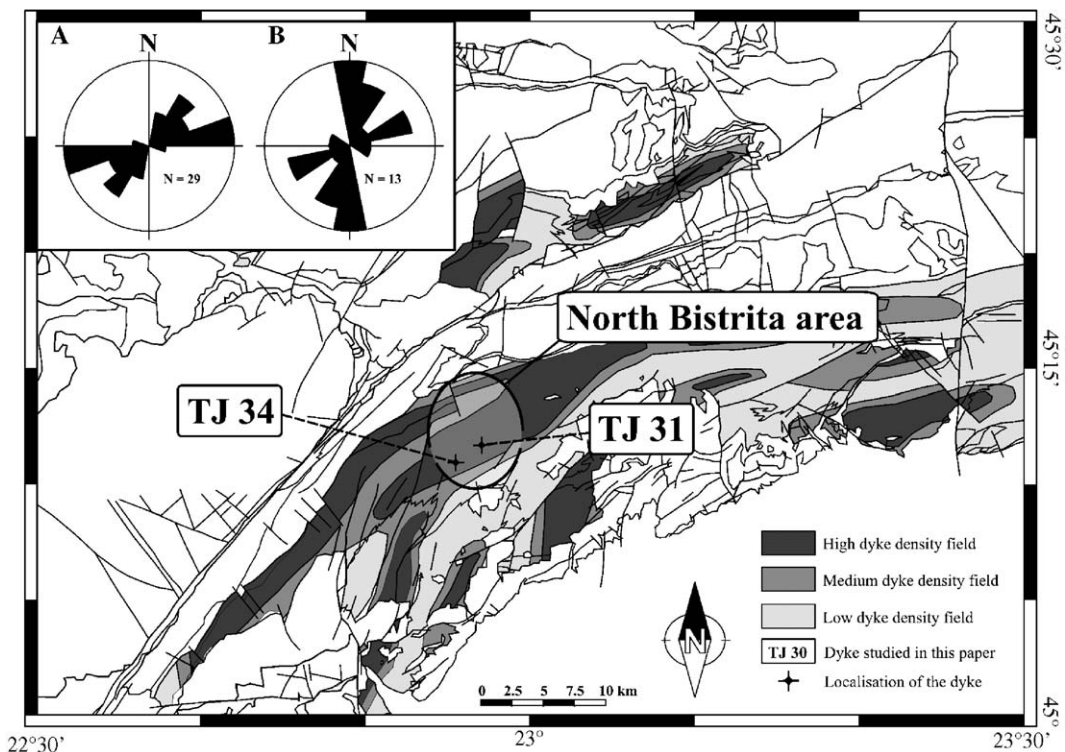 A
N
B
N
N = 29
N = 13
45°30'
North Bistrita area
45°15'
TJ 34
TJ 31
High dyke density field
Medium dyke density field
Low dyke density field
TJ 30 Dyke studied in this paper
Localisation of the dyke
N
0 2.5 5 7.5 10 km
45°
22°30'
23°
23°30'